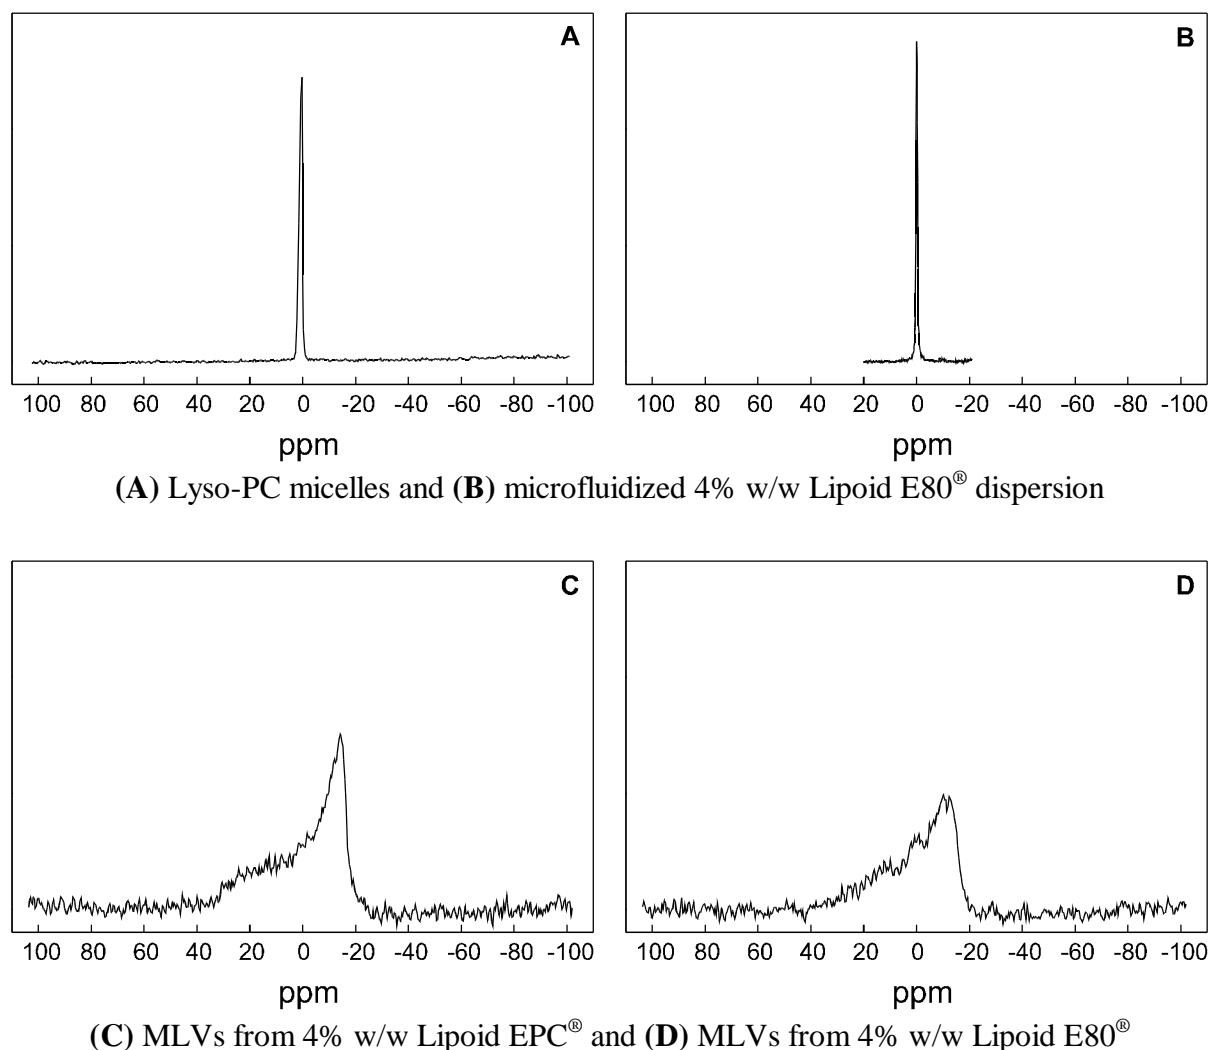 A
B
100 80 60 40 20 0 -20 -40 -60 -80 -100
100 80 60 40 20 0 -20 -40 -60 -80 -100
ppm
ppm
(A) Lyso-PC micelles and (B) microfluidized 4% w/w Lipoid E80® dispersion
C
D
100 80 60 40 20 0 -20 -40 -60 -80 -100
100 80 60 40 20 0 -20 -40 -60 -80 -100
ppm
ppm
(C) MLVs from 4% w/w Lipoid EPC® and (D) MLVs from 4% w/w Lipoid E80®